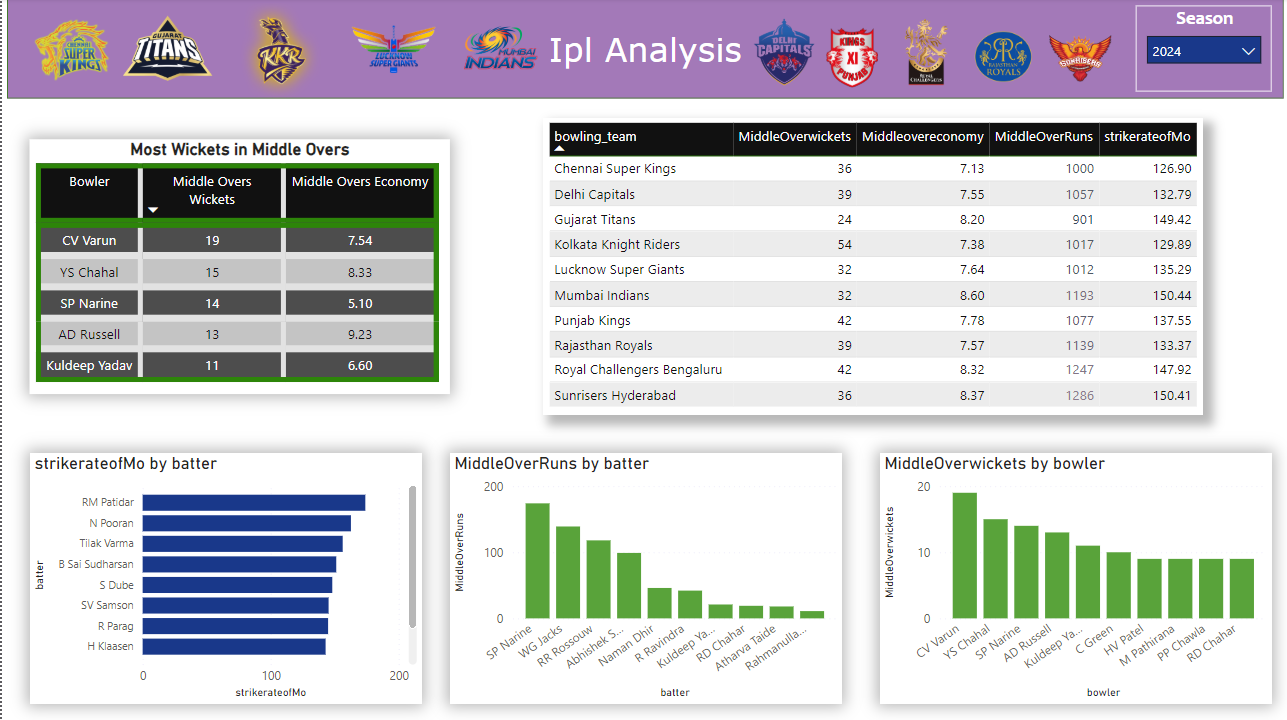 CHENNAI
SUPER
KINGS
GUJARAT
TITANS
KKR
LUCKNOW
SUPER GIANTS
MUMBAI
INDIANS
Ipl Analysis
DELHI
CAPITALS
KINGS
XI
PUNJAB
ROYAL
CHALLENGERS
RAJASTHAN
ROYALS
SUNRISERS
Season
2024
Most Wickets in Middle Overs
Bowler Middle Overs Wickets Middle Overs Economy
CV Varun 19 7.54
YS Chahal 15 8.33
SP Narine 14 5.10
AD Russell 13 9.23
Kuldeep Yadav 11 6.60
bowling_team MiddleOverwickets Middleovereconomy MiddleOverRuns strikerateofMo
Chennai Super Kings 36 7.13 1000 126.90
Delhi Capitals 39 7.55 1057 132.79
Gujarat Titans 24 8.20 901 149.42
Kolkata Knight Riders 54 7.38 1017 129.89
Lucknow Super Giants 32 7.64 1012 135.29
Mumbai Indians 32 8.60 1193 150.44
Punjab Kings 42 7.78 1077 137.55
Rajasthan Royals 39 7.57 1139 133.37
Royal Challengers Bengaluru 42 8.32 1247 147.92
Sunrisers Hyderabad 36 8.37 1286 150.41
strikerateofMo by batter
batter
RM Patidar
N Pooran
Tilak Varma
B Sai Sudharsan
S Dube
SV Samson
R Parag
H Klaasen
0 100 200
strikerateofMo
MiddleOverRuns by batter
MiddleOverRuns
200
100
0
SP Narine
WG Jacks
RR Rossouw
Abhishek S...
Naman Dhir
R Ravindra
Kuldeep Ya...
RD Chahar
Atharva Taide
Rahmanulla...
batter
MiddleOverwickets by bowler
MiddleOverwickets
20
10
0
CV Varun
YS Chahal
SP Narine
AD Russell
Kuldeep Ya...
C Green
HV Patel
M Pathirana
PP Chawla
RD Chahar
bowler